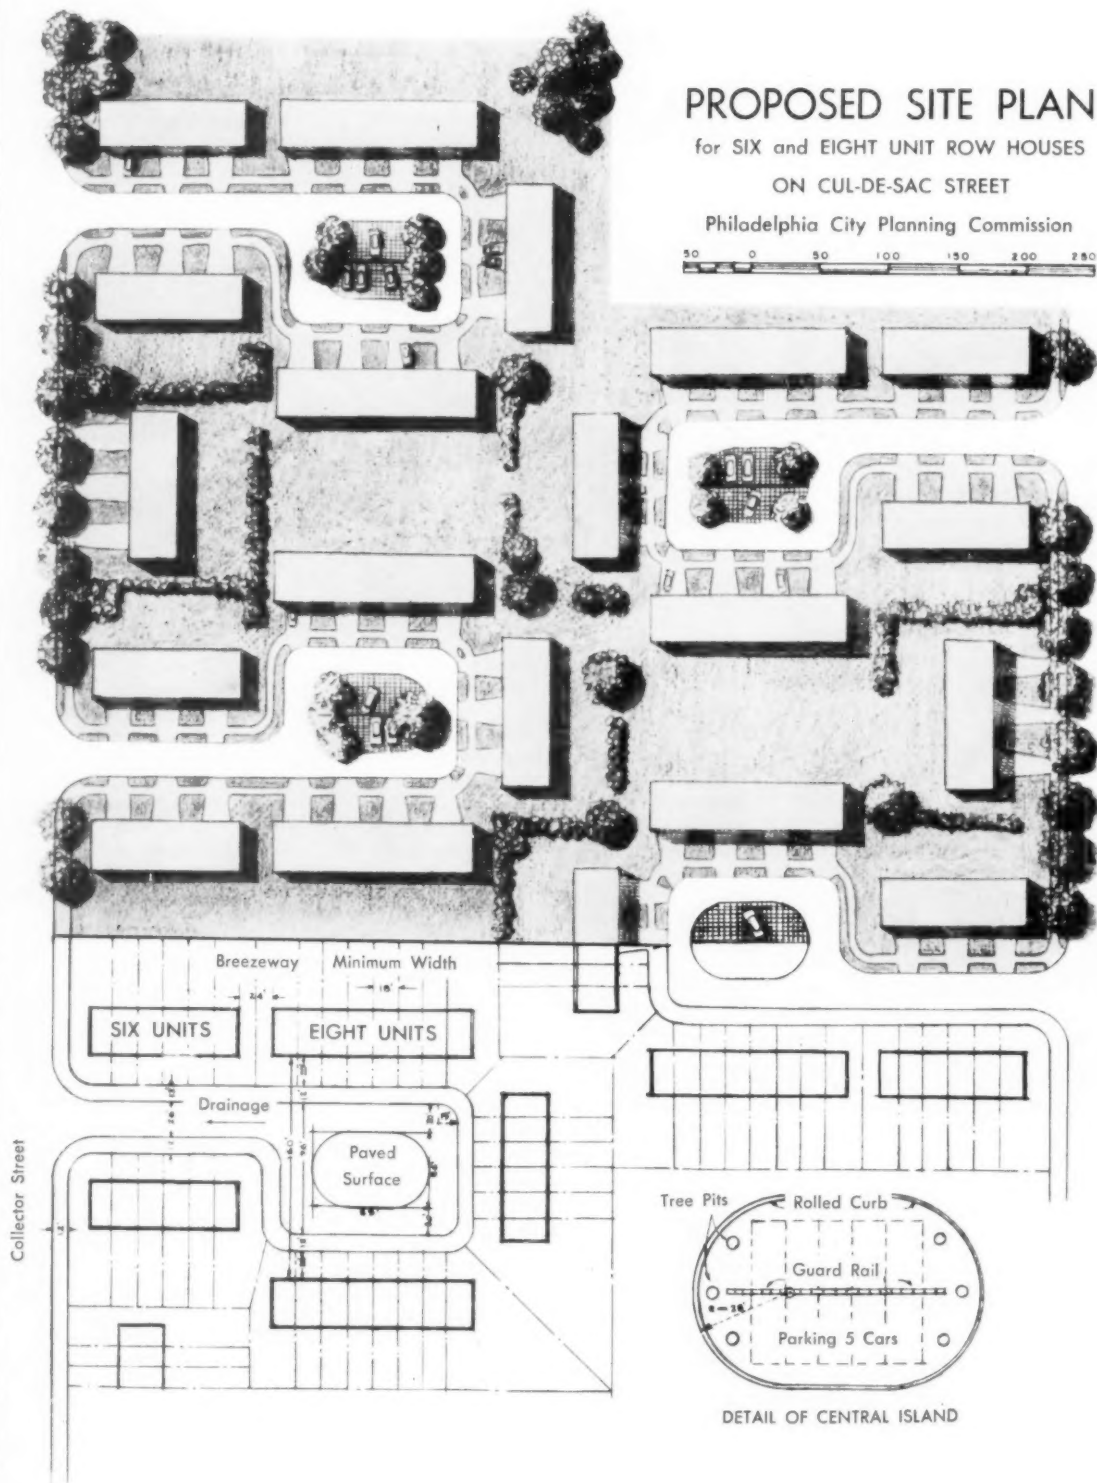 PROPOSED SITE PLAN
for SIX and EIGHT UNIT ROW HOUSES
ON CUL-DE-SAC STREET
Philadelphia City Planning Commission
50 0 50 100 150 200 250
Breezeway Minimum Width
24' 18'
SIX UNITS EIGHT UNITS
Drainage
160'
96'
Paved
Surface
Collector Street
Tree Pits
Rolled Curb
Guard Rail
Parking 5 Cars
DETAIL OF CENTRAL ISLAND